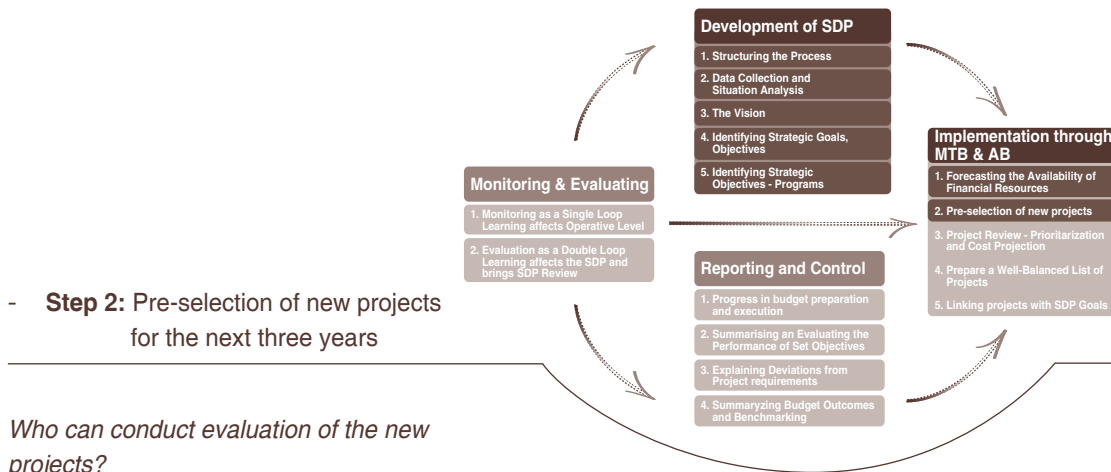 Development of SDP
1. Structuring the Process
2. Data Collection and
Situation Analysis
3. The Vision
4. Identifying Strategic Goals,
Objectives
5. Identifying Strategic
Objectives - Programs
Monitoring & Evaluating
1. Monitoring as a Single Loop
Learning affects Operative Level
2. Evaluation as a Double Loop
Learning affects the SDP and
brings SDP Review
Implementation through
MTB & AB
1. Forecasting the Availability of
Financial Resources
2. Pre-selection of new projects
3. Project Review - Prioritarization
and Cost Projection
4. Prepare a Well-Balanced List of
Projects
5. Linking projects with SDP Goals
Reporting and Control
1. Progress in budget preparation
and execution
2. Summarising an Evaluating the
Performance of Set Objectives
3. Explaining Deviations from
Project requirements
4. Summaryzing Budget Outcomes
and Benchmarking
- Step 2: Pre-selection of new projects
for the next three years
Who can conduct evaluation of the new
projects?